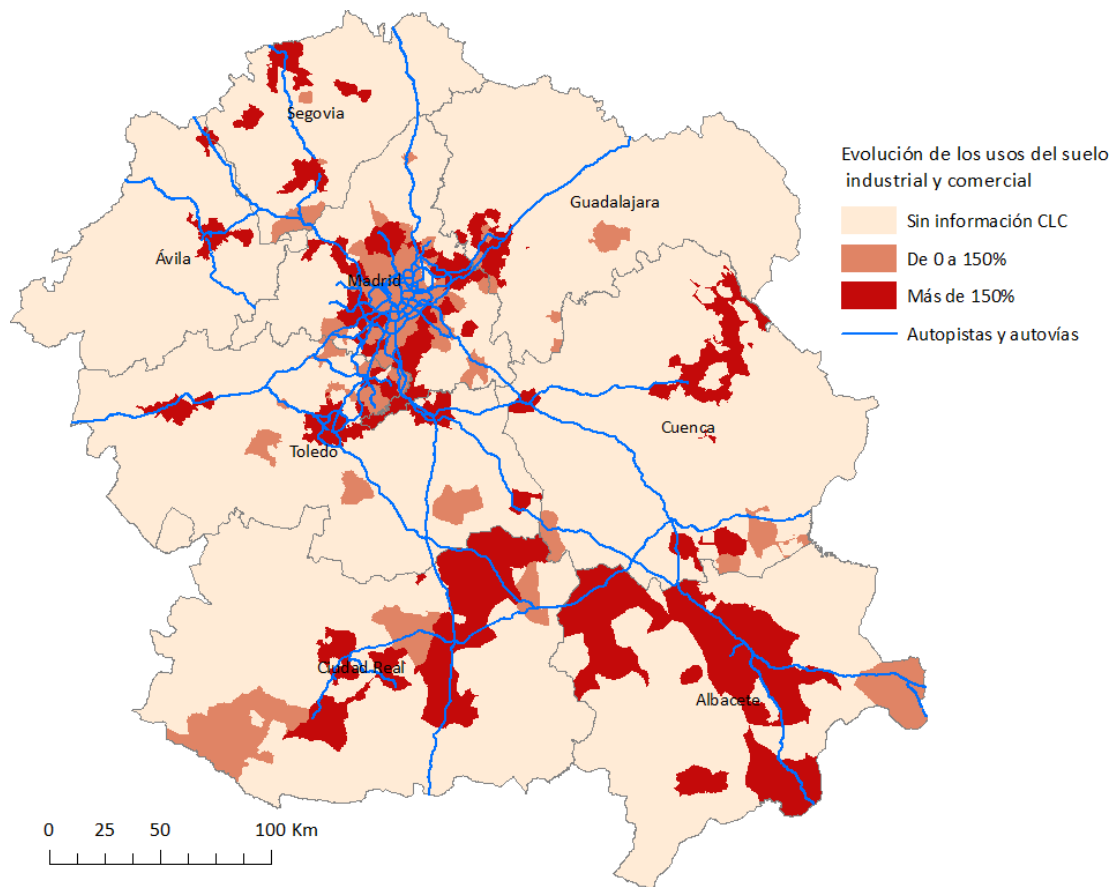 Segovia
Guadalajara
Ávila
Madrid
Cuenca
Toledo
Ciudad Real
Albacete
Evolución de los usos del suelo
industrial y comercial
Sin información CLC
De 0 a 150%
Más de 150%
Autopistas y autovías
0 25 50 100 Km